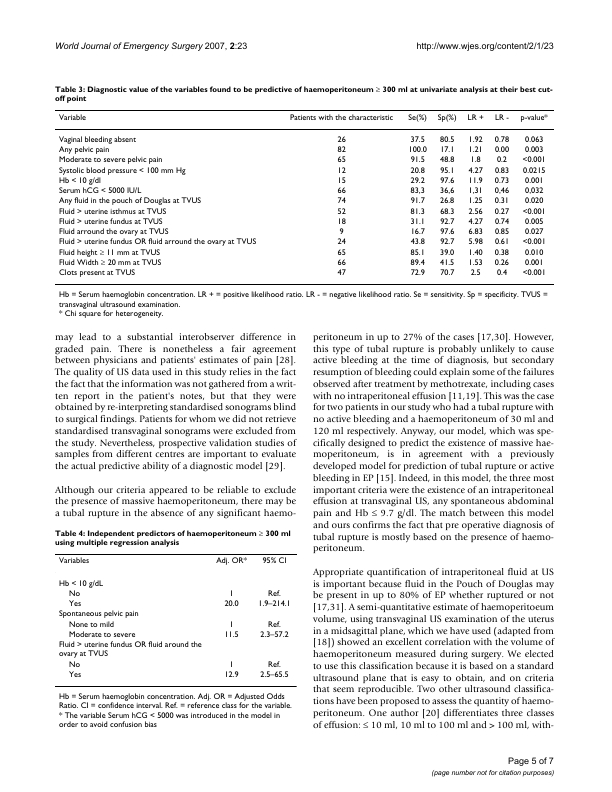 World Journal of Emergency Surgery 2007, 2:23 http://www.wjes.org/content/2/1/23
Table 3: Diagnostic value of the variables found to be predictive of haemoperitoneum ≥ 300 ml at univariate analysis at their best cut-
off point
Variable Patients with the characteristic Se(%) Sp(%) LR + LR - p-value*
Vaginal bleeding absent 26 37.5 80.5 1.92 0.78 0.063
Any pelvic pain 82 100.0 17.1 1.21 0.00 0.003
Moderate to severe pelvic pain 65 91.5 48.8 1.8 0.2 <0.001
Systolic blood pressure < 100 mm Hg 12 20.8 95.1 4.27 0.83 0.0215
Hb < 10 g/dl 15 29.2 97.6 11.9 0.73 0.001
Serum hCG < 5000 IU/L 66 83,3 36,6 1,31 0,46 0,032
Any fluid in the pouch of Douglas at TVUS 74 91.7 26.8 1.25 0.31 0.020
Fluid > uterine isthmus at TVUS 52 81.3 68.3 2.56 0.27 <0.001
Fluid > uterine fundus at TVUS 18 31.1 92.7 4.27 0.74 0.005
Fluid arround the ovary at TVUS 9 16.7 97.6 6.83 0.85 0.027
Fluid > uterine fundus OR fluid arround the ovary at TVUS 24 43.8 92.7 5.98 0.61 <0.001
Fluid height ≥ 11 mm at TVUS 65 85.1 39.0 1.40 0.38 0.010
Fluid Width ≥ 20 mm at TVUS 66 89.4 41.5 1.53 0.26 0.001
Clots present at TVUS 47 72.9 70.7 2.5 0.4 <0.001
Hb = Serum haemoglobin concentration. LR + = positive likelihood ratio. LR - = negative likelihood ratio. Se = sensitivity. Sp = specificity. TVUS =
transvaginal ultrasound examination.
* Chi square for heterogeneity.
may lead to a substantial interobserver difference in
graded pain. There is nonetheless a fair agreement
between physicians and patients' estimates of pain [28].
The quality of US data used in this study relies in the fact
the fact that the information was not gathered from a writ-
ten report in the patient's notes, but that they were
obtained by re-interpreting standardised sonograms blind
to surgical findings. Patients for whom we did not retrieve
standardised transvaginal sonograms were excluded from
the study. Nevertheless, prospective validation studies of
samples from different centres are important to evaluate
the actual predictive ability of a diagnostic model [29].
Although our criteria appeared to be reliable to exclude
the presence of massive haemoperitoneum, there may be
a tubal rupture in the absence of any significant haemo-
Table 4: Independent predictors of haemoperitoneum ≥ 300 ml
using multiple regression analysis
Variables Adj. OR* 95% CI
Hb < 10 g/dL
No 1 Ref.
Yes 20.0 1.9–214.1
Spontaneous pelvic pain
None to mild 1 Ref.
Moderate to severe 11.5 2.3–57.2
Fluid > uterine fundus OR fluid around the
ovary at TVUS
No 1 Ref.
Yes 12.9 2.5–65.5
Hb = Serum haemoglobin concentration. Adj. OR = Adjusted Odds
Ratio. CI = confidence interval. Ref. = reference class for the variable.
* The variable Serum hCG < 5000 was introduced in the model in
order to avoid confusion bias
peritoneum in up to 27% of the cases [17,30]. However,
this type of tubal rupture is probably unlikely to cause
active bleeding at the time of diagnosis, but secondary
resumption of bleeding could explain some of the failures
observed after treatment by methotrexate, including cases
with no intraperitoneal effusion [11,19]. This was the case
for two patients in our study who had a tubal rupture with
no active bleeding and a haemoperitoneum of 30 ml and
120 ml respectively. Anyway, our model, which was spe-
cifically designed to predict the existence of massive hae-
moperitoneum, is in agreement with a previously
developed model for prediction of tubal rupture or active
bleeding in EP [15]. Indeed, in this model, the three most
important criteria were the existence of an intraperitoneal
effusion at transvaginal US, any spontaneous abdominal
pain and Hb ≤ 9.7 g/dl. The match between this model
and ours confirms the fact that pre operative diagnosis of
tubal rupture is mostly based on the presence of haemo-
peritoneum.
Appropriate quantification of intraperitoneal fluid at US
is important because fluid in the Pouch of Douglas may
be present in up to 80% of EP whether ruptured or not
[17,31]. A semi-quantitative estimate of haemoperitoeum
volume, using transvaginal US examination of the uterus
in a midsagittal plane, which we have used (adapted from
[18]) showed an excellent correlation with the volume of
haemoperitoneum measured during surgery. We elected
to use this classification because it is based on a standard
ultrasound plane that is easy to obtain, and on criteria
that seem reproducible. Two other ultrasound classifica-
tions have been proposed to assess the quantity of haemo-
peritoneum. One author [20] differentiates three classes
of effusion: ≤ 10 ml, 10 ml to 100 ml and > 100 ml, with-
Page 5 of 7
(page number not for citation purposes)